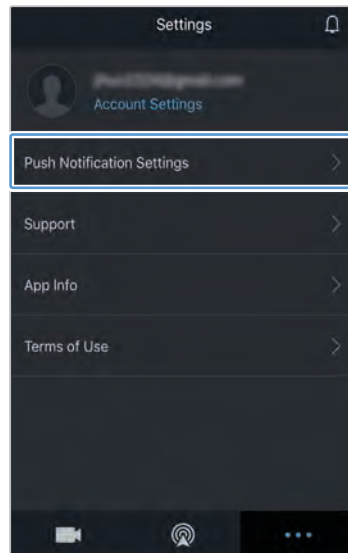 Settings
Account Settings
Push Notification Settings
Support
App Info
Terms of Use